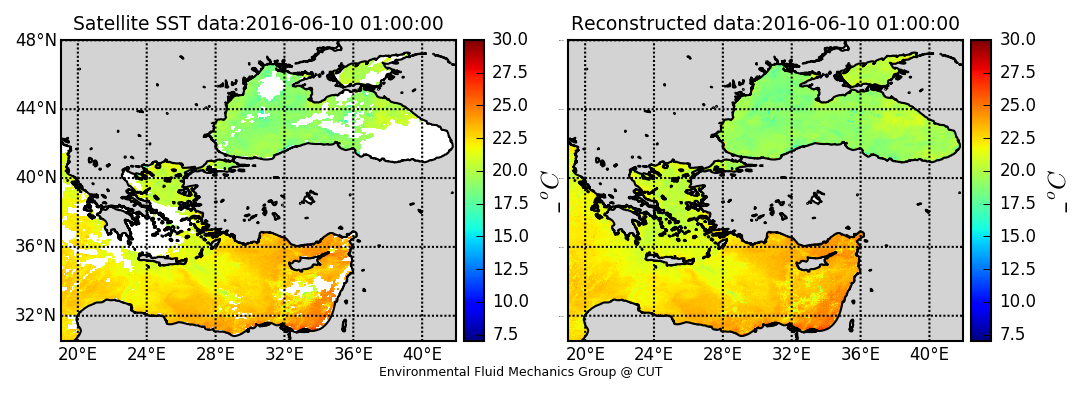 Satellite SST data:2016-06-10 01:00:00
Reconstructed data:2016-06-10 01:00:00
48°N
44°N
40°N
36°N
32°N
20°E 24°E 28°E 32°E 36°E 40°E
30.0
27.5
25.0
22.5
20.0
17.5
15.0
12.5
10.0
7.5
_ °C
20°E 24°E 28°E 32°E 36°E 40°E
30.0
27.5
25.0
22.5
20.0
17.5
15.0
12.5
10.0
7.5
_ °C
Environmental Fluid Mechanics Group @ CUT